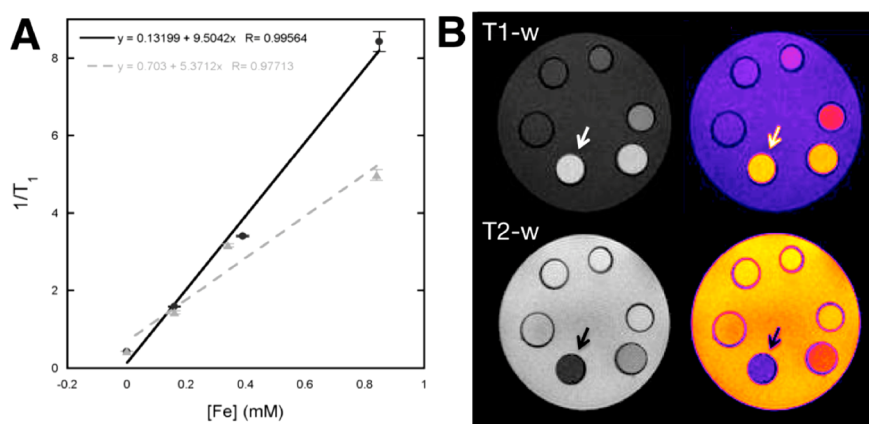 A
y = 0.13199 + 9.5042x R= 0.99564
y = 0.703 + 5.3712x R= 0.97713
8
6
4
2
0
1/T1
-0.2 0 0.2 0.4 0.6 0.8 1
[Fe] (mM)
B
T1-w
T2-w